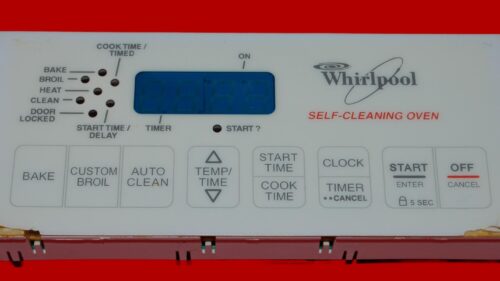 COOK TIME /
TIMED
ON
BAKE
BROIL
HEAT
CLEAN
DOOR
LOCKED
START TIME /
DELAY
TIMER
START ?
Whirlpool
SELF-CLEANING OVEN
BAKE
CUSTOM
BROIL
AUTO
CLEAN
TEMP/
TIME
START
TIME
COOK
TIME
CLOCK
TIMER
••CANCEL
START
ENTER
5 SEC
OFF
CANCEL